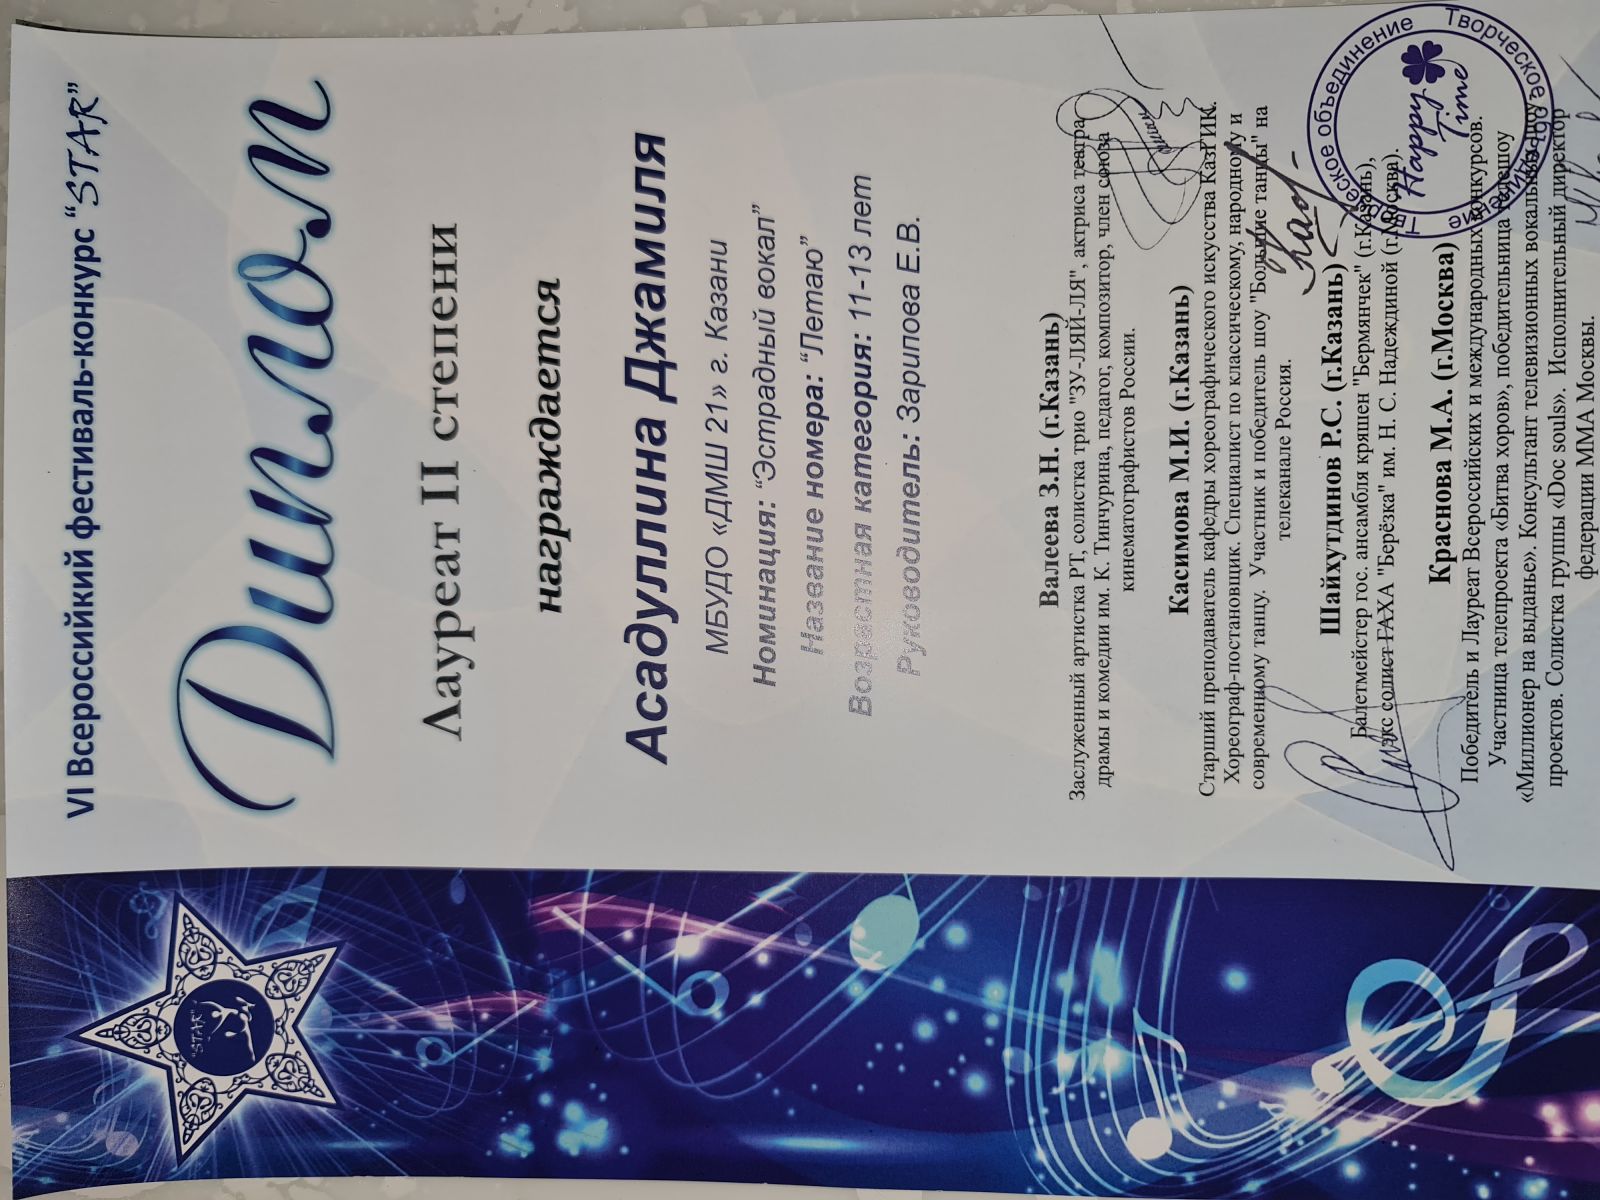 VI Всероссийкий фестиваль-конкурс "STAR"
Диплом
Лауреат II степени
награждается
Асадуллина Джамиля
МБУДО «ДМШ 21» г. Казани
Номинация: "Эстрадный вокал"
Название номера: "Летаю"
Возрастная категория: 11-13 лет
Руководитель: Зарипова Е.В.
Валеева З.Н. (г.Казань)
Заслуженный артистка РТ, солистка трио "ЗУ-ЛЯЙ-ЛЯ", актриса театра
драмы и комедии им. К. Тинчурина, педагог, композитор, член союза
кинематографистов России.
Касимова М.И. (г.Казань)
Старший преподаватель кафедры хореографического искусства КазГИК.
Хореограф-постановщик. Специалист по классическому, народному и
современному танцу. Участник и победитель шоу "Большие танцы" на
телеканале Россия.
Шайхутдинов Р.С. (г.Казань)
Балетмейстер гос. ансамбля кряшен "Бермянчек" (г.Казань),
экс солист ГАХА "Берёзка" им. Н. С. Надеждиной (г.Москва).
Краснова М.А. (г.Москва)
Победитель и Лауреат Всероссийских и международных конкурсов.
Участница телепроекта «Битва хоров», победительница телешоу
«Миллионер на выданье». Консультант телевизионных вокальных шоу
проектов. Солистка группы «Doc souls». Исполнительный директор
федерации ММА Москвы.
Творческое объединение
Творческое объединение
Happy
Time
"STAR"